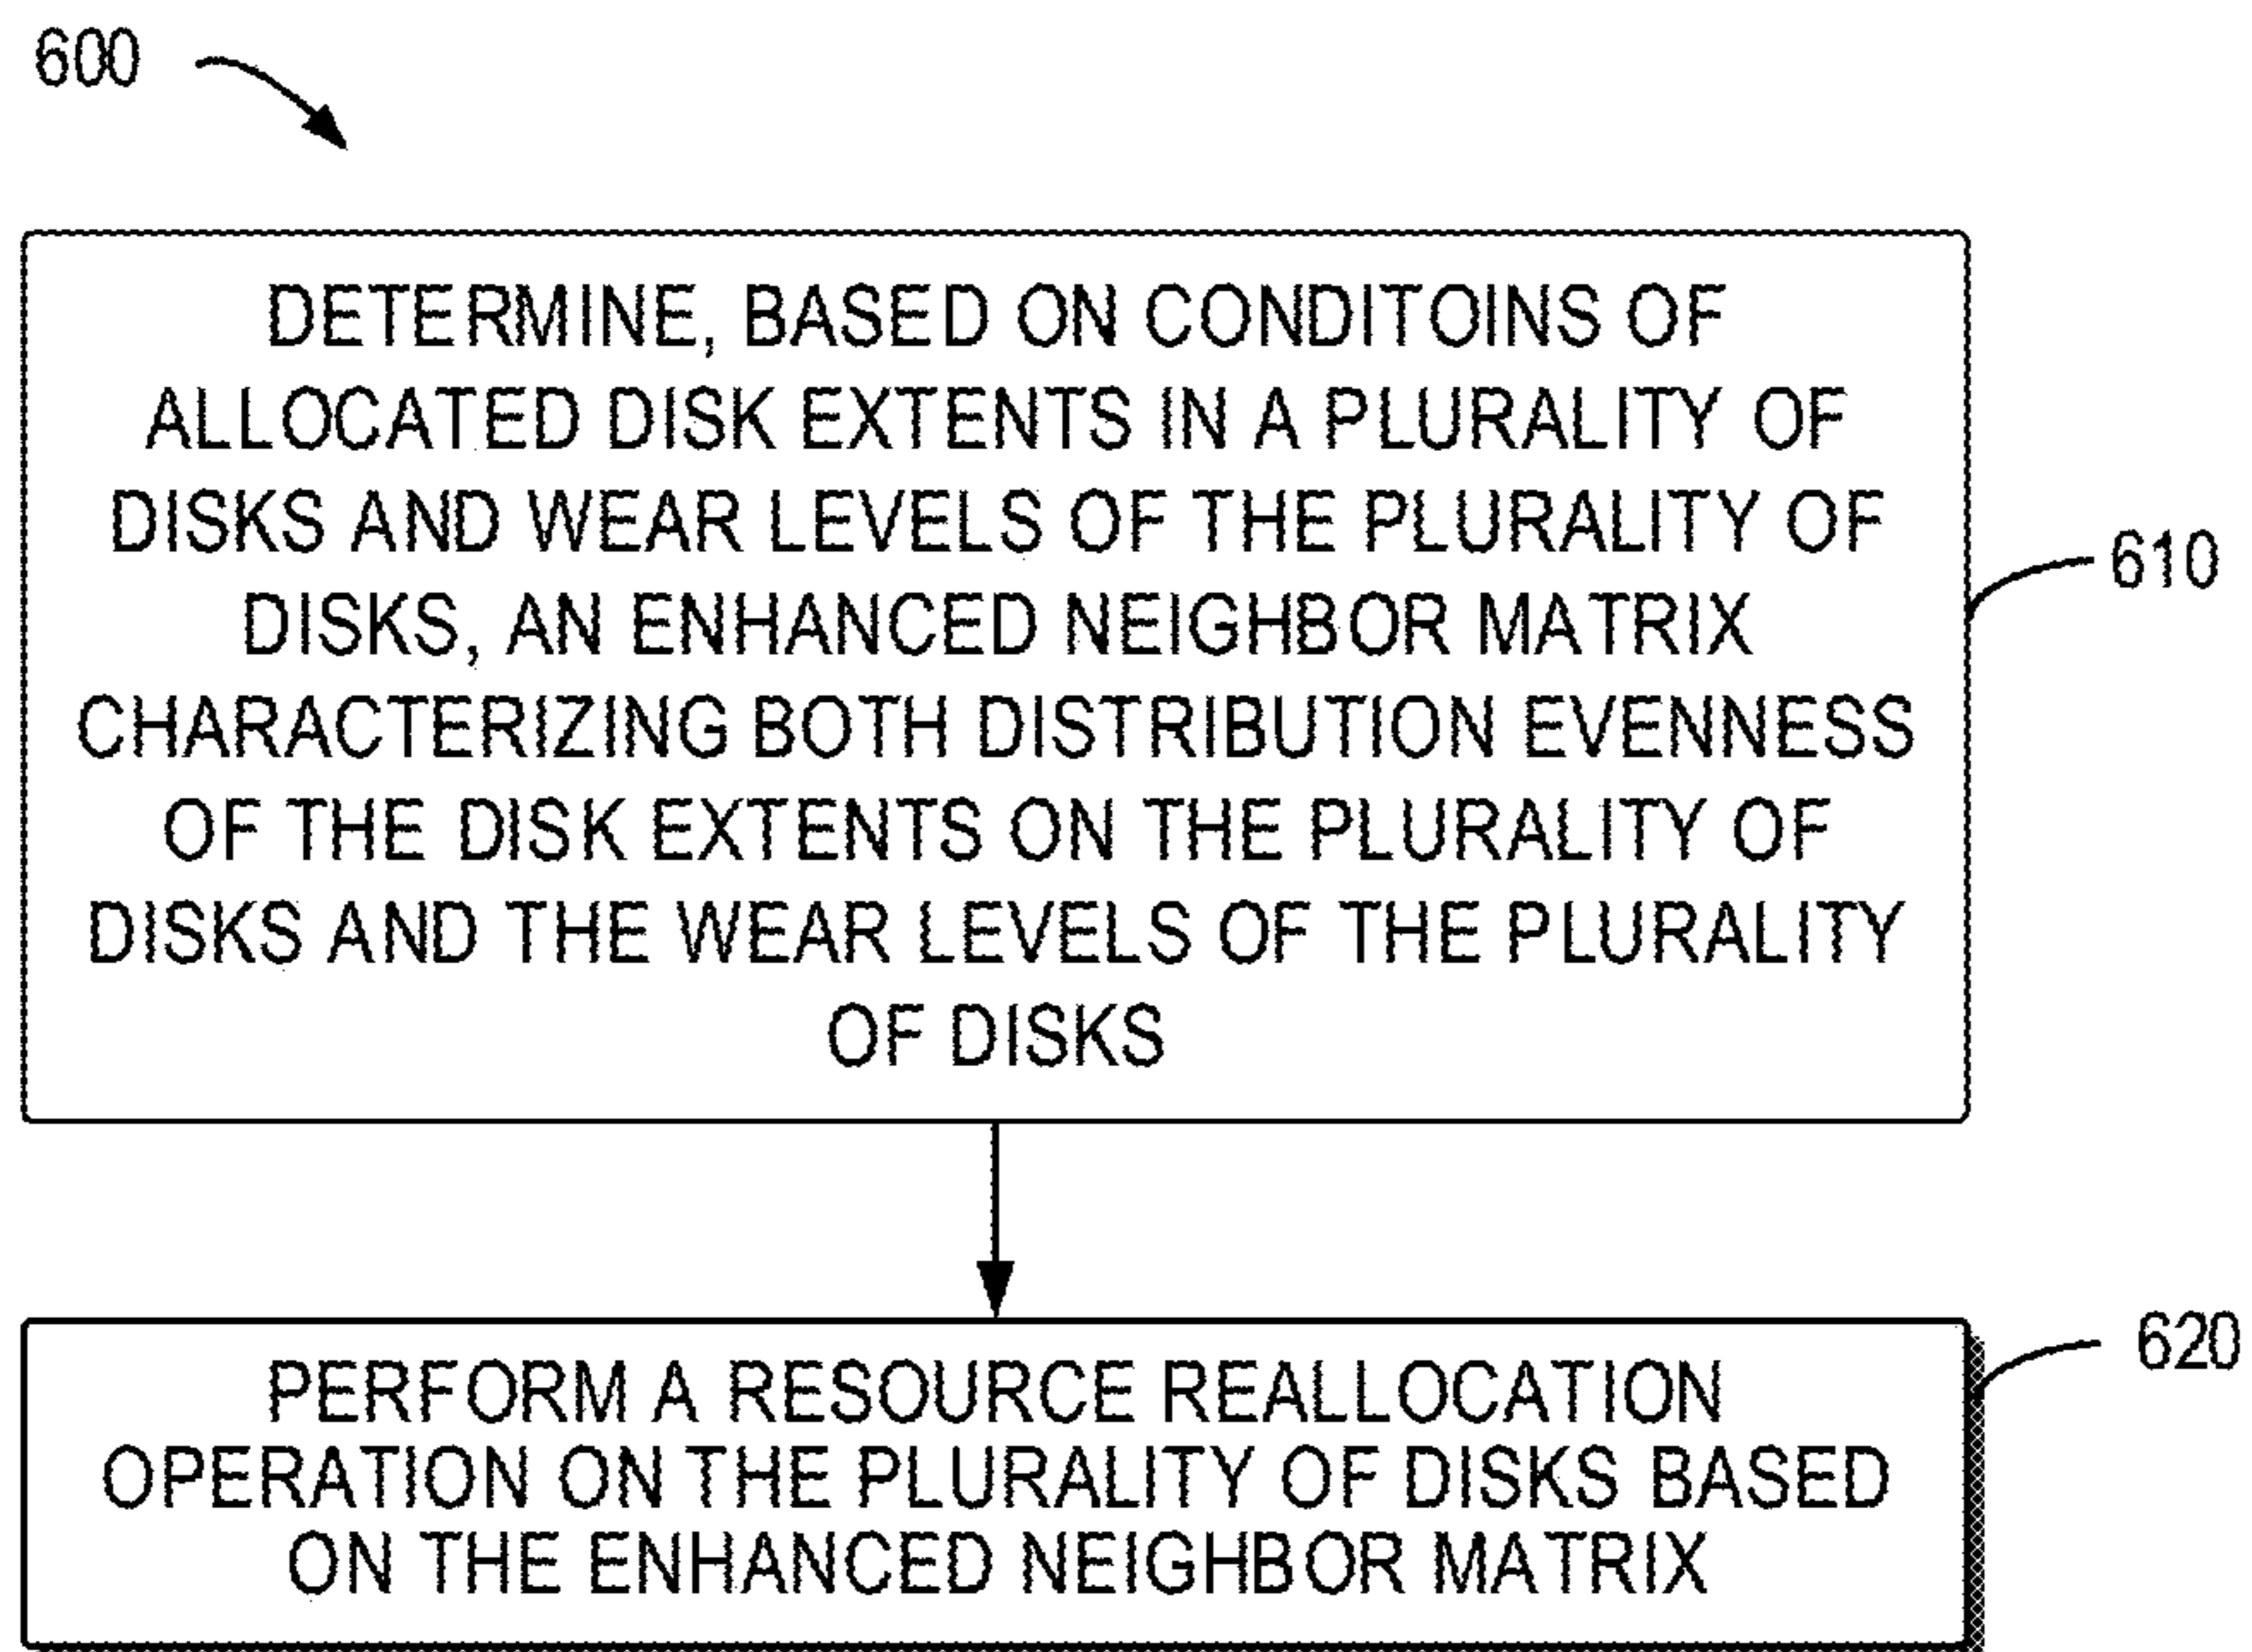 600
DETERMINE, BASED ON CONDITOINS OF
ALLOCATED DISK EXTENTS IN A PLURALITY OF
DISKS AND WEAR LEVELS OF THE PLURALITY OF
DISKS, AN ENHANCED NEIGHBOR MATRIX
CHARACTERIZING BOTH DISTRIBUTION EVENNESS
OF THE DISK EXTENTS ON THE PLURALITY OF
DISKS AND THE WEAR LEVELS OF THE PLURALITY
OF DISKS
610
PERFORM A RESOURCE REALLOCATION
OPERATION ON THE PLURALITY OF DISKS BASED
ON THE ENHANCED NEIGHBOR MATRIX
620